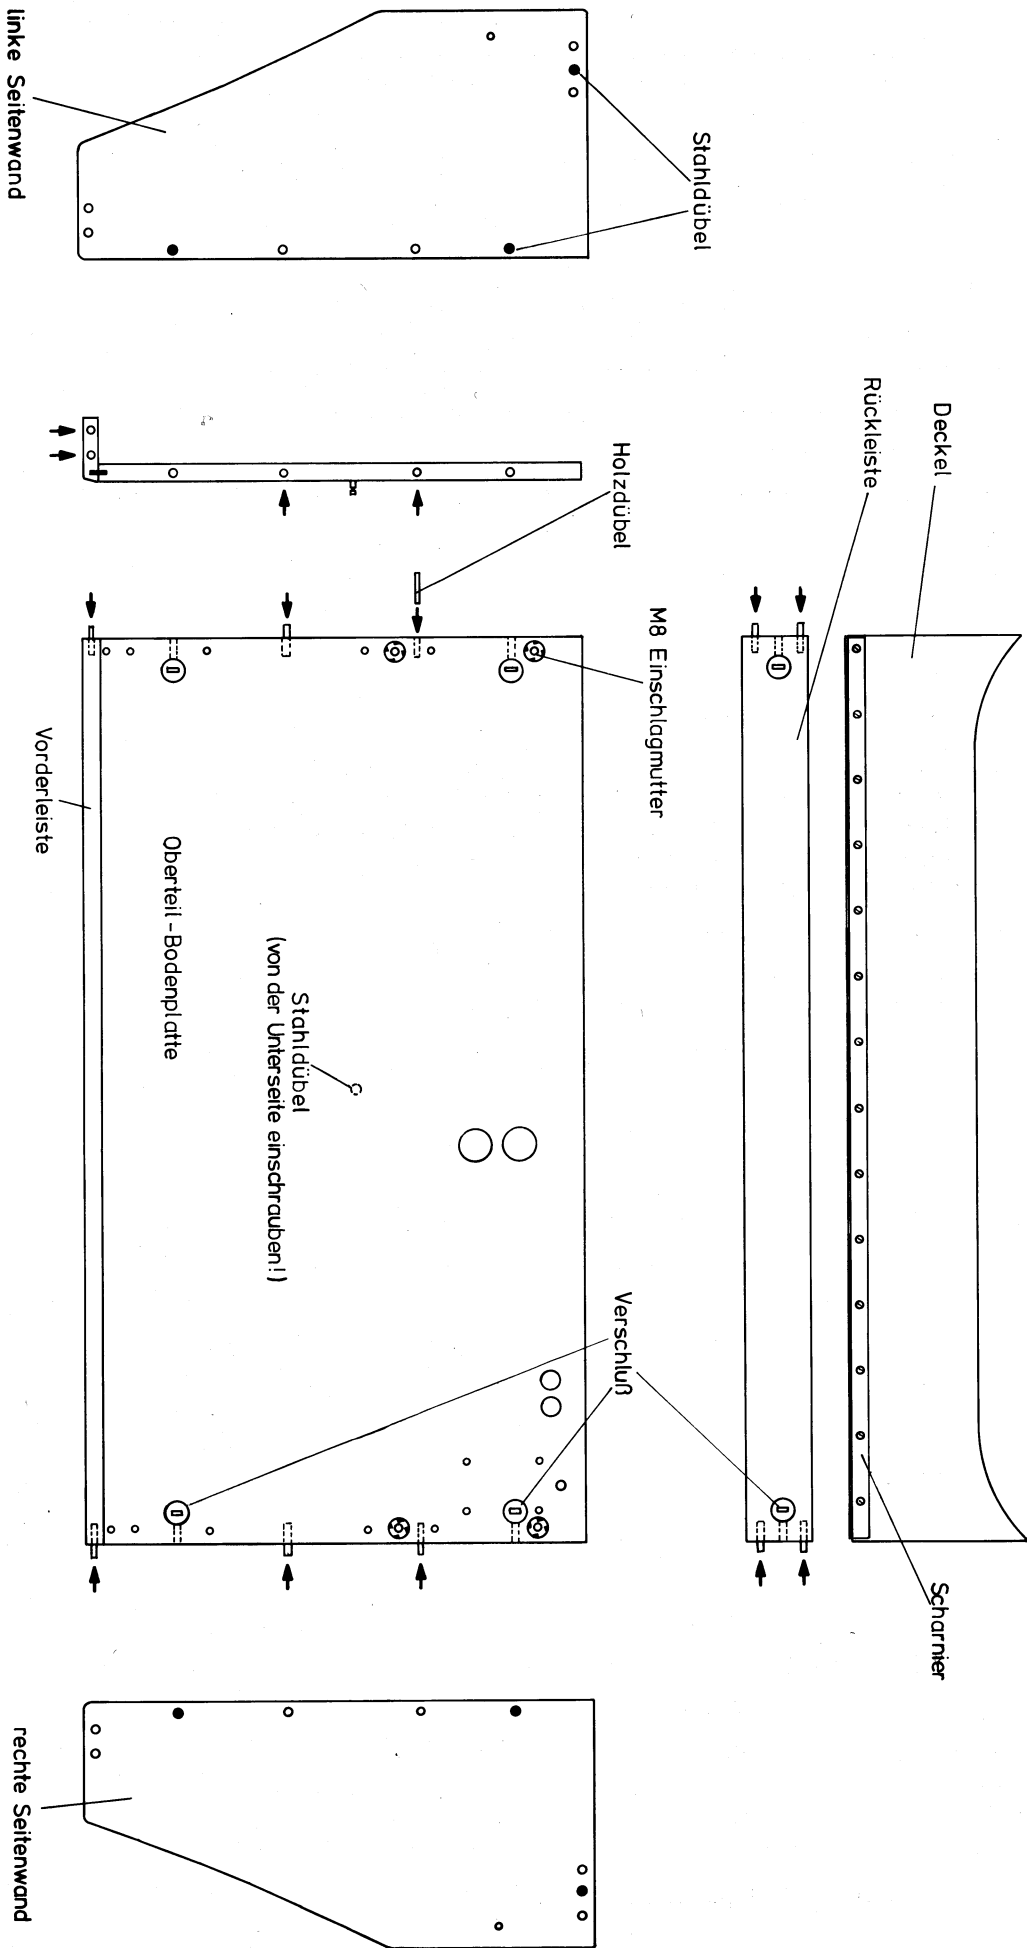 Deckel
Rückleiste
Scharnier
Stahldübel
Holzdübel
M8 Einschlagmutter
Verschluß
Stahldübel
(von der Unterseite einschrauben!)
Oberteil-Bodenplatte
Vorderleiste
linke Seitenwand
rechte Seitenwand